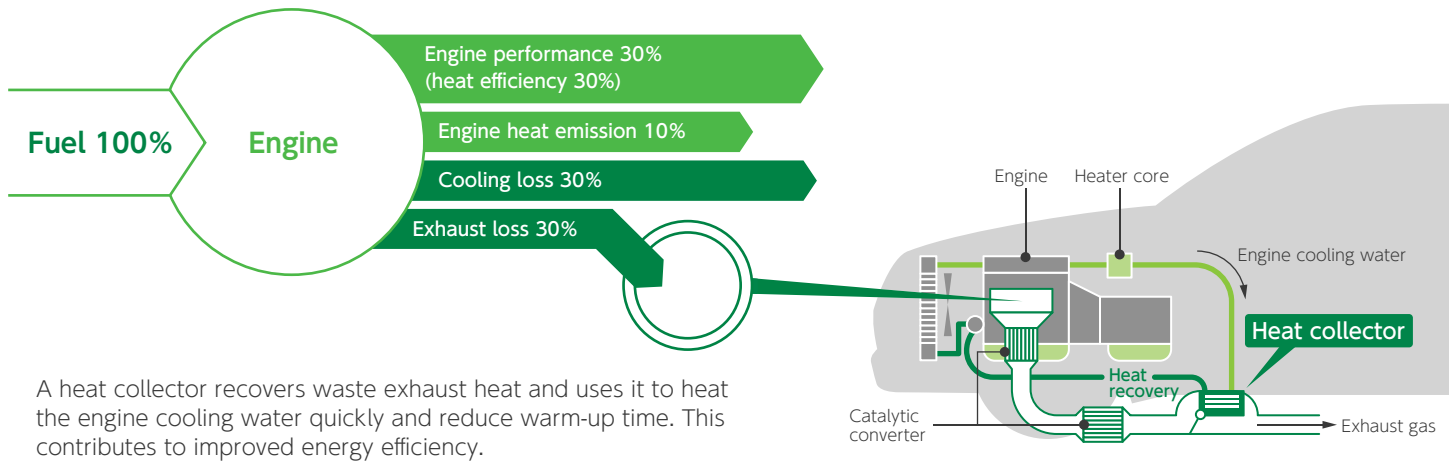 Fuel 100%
Engine
Engine performance 30%
(heat efficiency 30%)
Engine heat emission 10%
Cooling loss 30%
Exhaust loss 30%
A heat collector recovers waste exhaust heat and uses it to heat
the engine cooling water quickly and reduce warm-up time. This
contributes to improved energy efficiency.
Engine
Heater core
Engine cooling water
Heat collector
Heat
recovery
Catalytic
converter
Exhaust gas